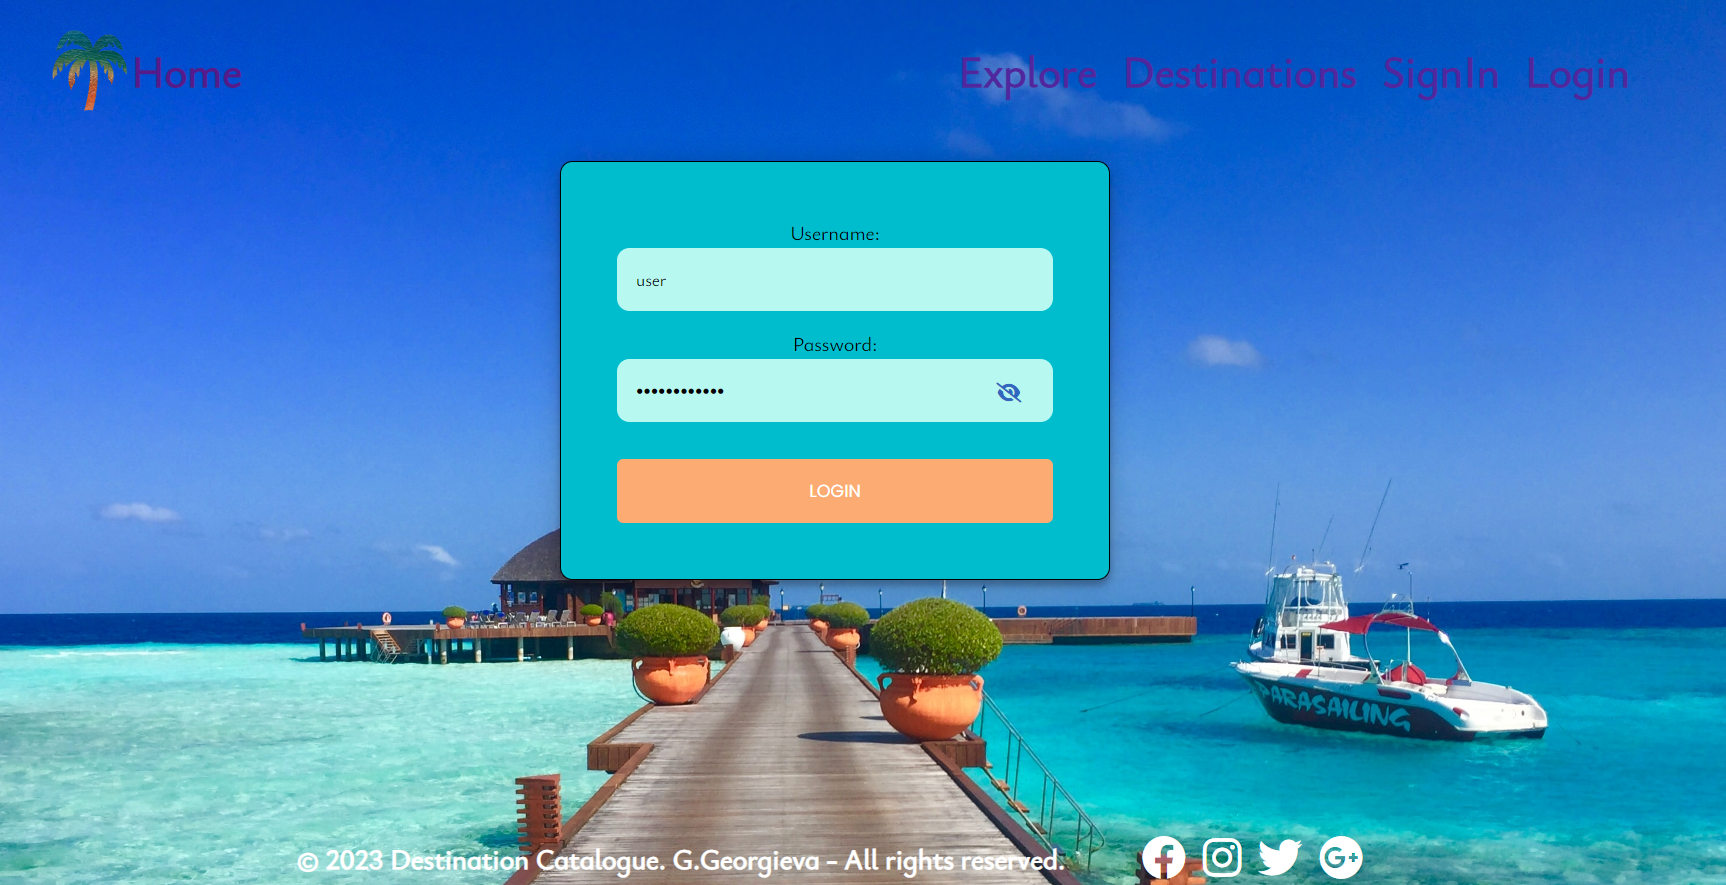 Home
Explore Destinations SignIn Login
Username:
user
Password:
••••••••••••
LOGIN
PARASAILING
© 2023 Destination Catalogue. G.Georgieva - All rights reserved.